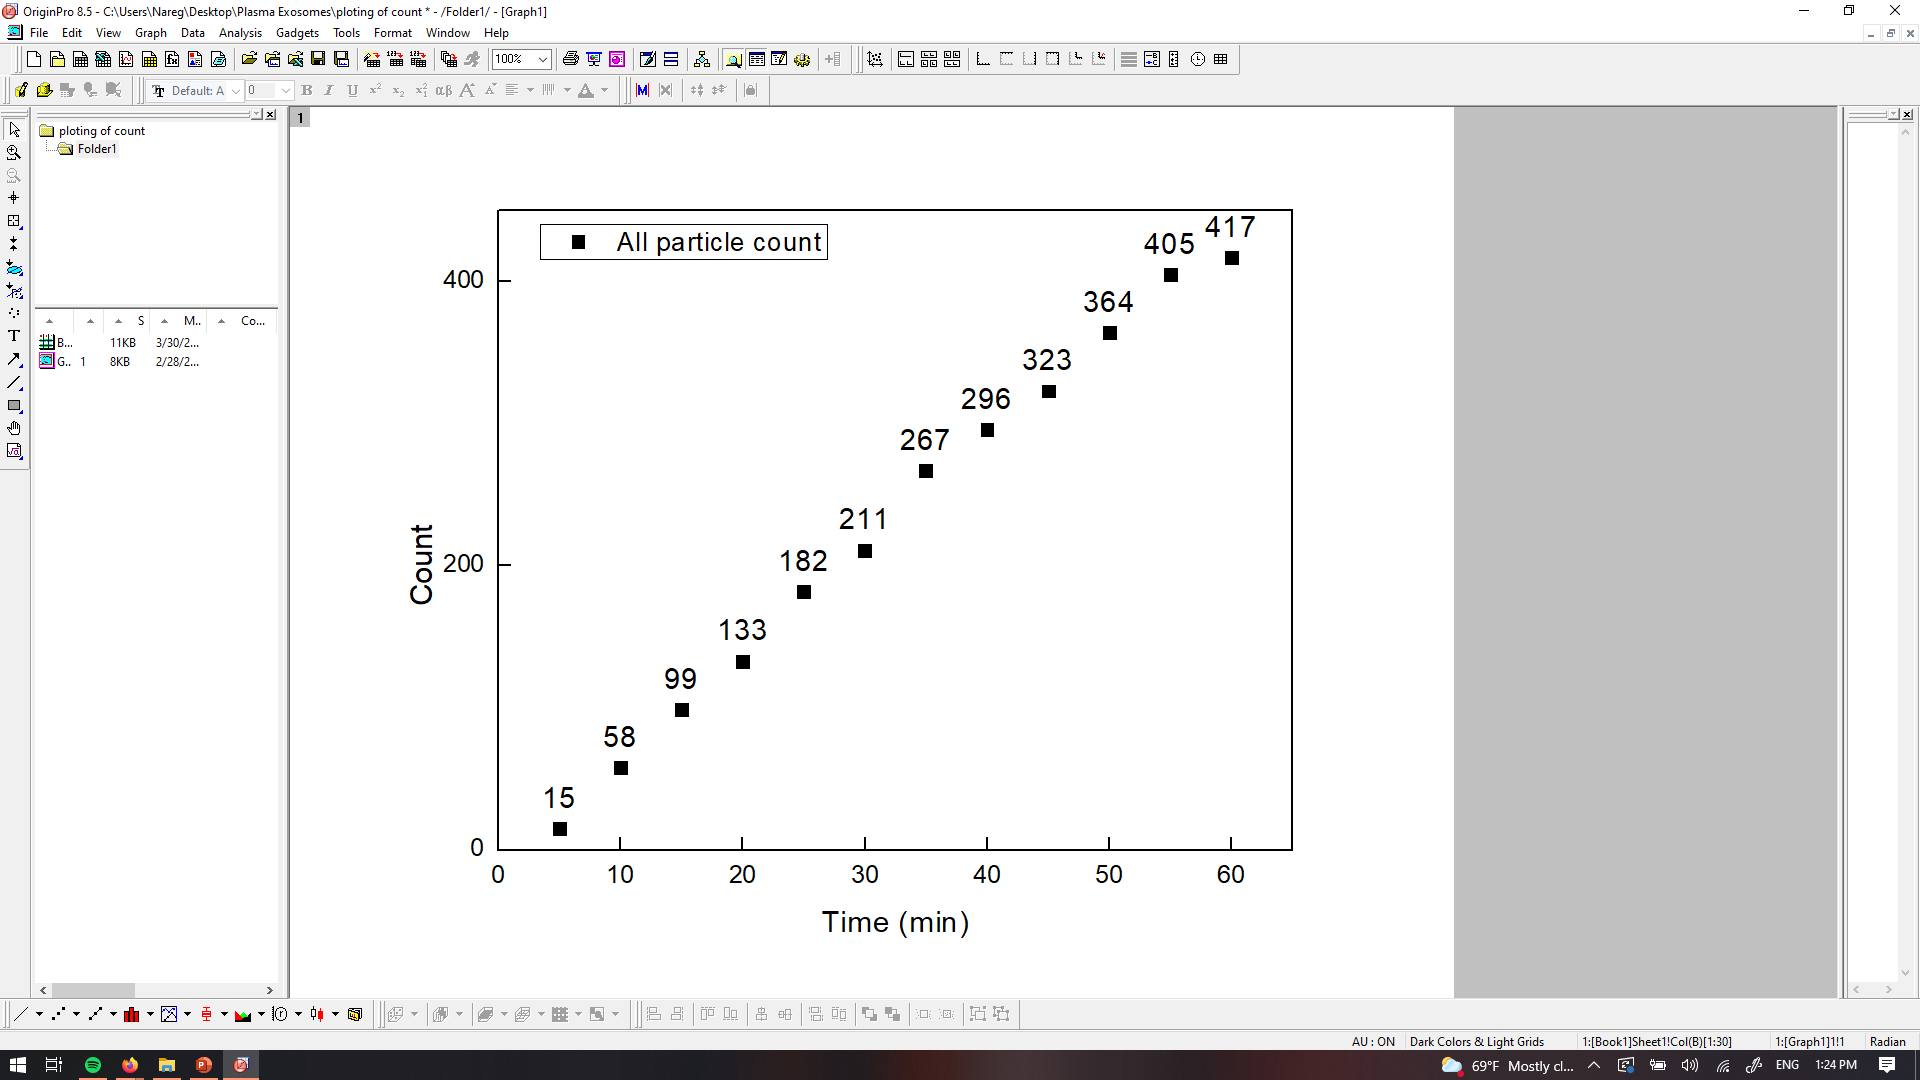 OriginPro 8.5 - C:\Users\Nareg\Desktop\Plasma Exosomes\ploting of count * - /Folder1/ - [Graph1]
File Edit View Graph Data Analysis Gadgets Tools Format Window Help
100%
Default: A 0
ploting of count
Folder1
S M.. Co...
B... 11KB 3/30/2...
G.. 1 8KB 2/28/2...
1
All particle count
417
405
400
364
323
296
267
211
Count
200
182
133
99
58
15
0
0 10 20 30 40 50 60
Time (min)
AU : ON Dark Colors & Light Grids 1:[Book1]Sheet1!Col(B)[1:30] 1:[Graph1]1!1 Radian
69°F Mostly cl... ENG 1:24 PM